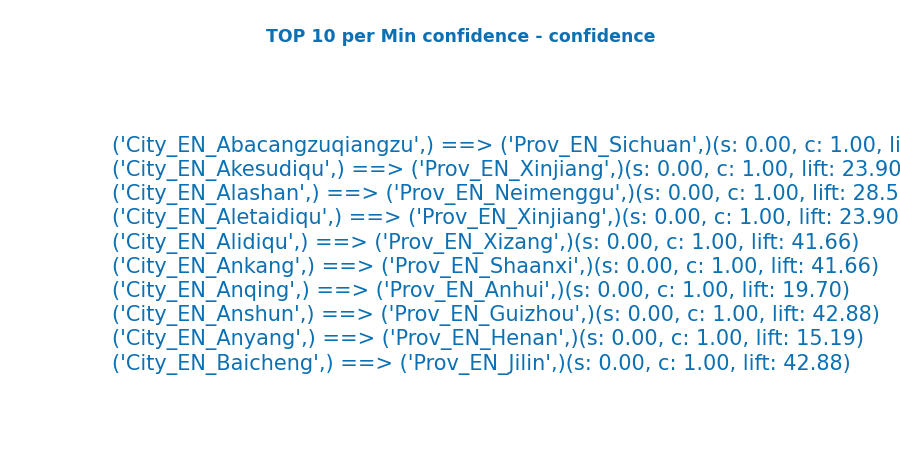 TOP 10 per Min confidence - confidence
('City_EN_Abacangzuqiangzu',) ==> ('Prov_EN_Sichuan',)(s: 0.00, c: 1.00, li
('City_EN_Akesudiqu',) ==> ('Prov_EN_Xinjiang',)(s: 0.00, c: 1.00, lift: 23.90
('City_EN_Alashan',) ==> ('Prov_EN_Neimenggu',)(s: 0.00, c: 1.00, lift: 28.5
('City_EN_Aletaidiqu',) ==> ('Prov_EN_Xinjiang',)(s: 0.00, c: 1.00, lift: 23.90
('City_EN_Alidiqu',) ==> ('Prov_EN_Xizang',)(s: 0.00, c: 1.00, lift: 41.66)
('City_EN_Ankang',) ==> ('Prov_EN_Shaanxi',)(s: 0.00, c: 1.00, lift: 41.66)
('City_EN_Anqing',) ==> ('Prov_EN_Anhui',)(s: 0.00, c: 1.00, lift: 19.70)
('City_EN_Anshun',) ==> ('Prov_EN_Guizhou',)(s: 0.00, c: 1.00, lift: 42.88)
('City_EN_Anyang',) ==> ('Prov_EN_Henan',)(s: 0.00, c: 1.00, lift: 15.19)
('City_EN_Baicheng',) ==> ('Prov_EN_Jilin',)(s: 0.00, c: 1.00, lift: 42.88)